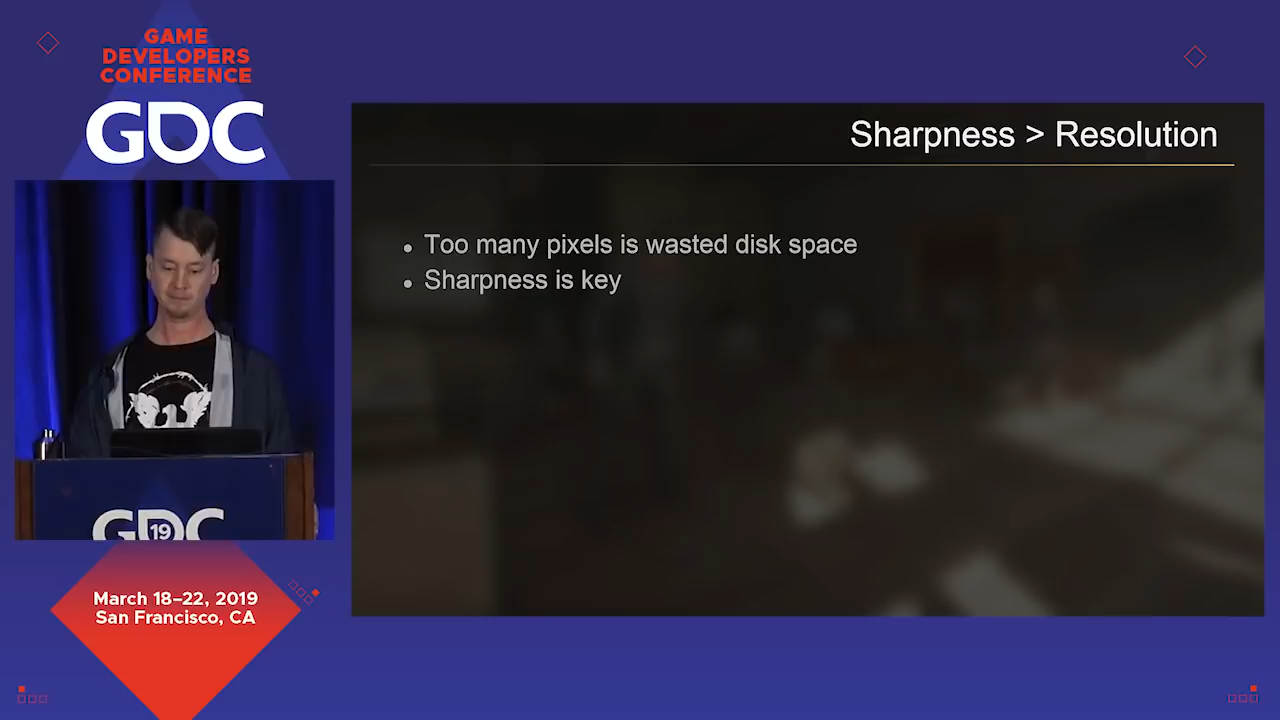 GAME
DEVELOPERS
CONFERENCE
GDC
Sharpness > Resolution
• Too many pixels is wasted disk space
• Sharpness is key
GDC
19
March 18–22, 2019
San Francisco, CA